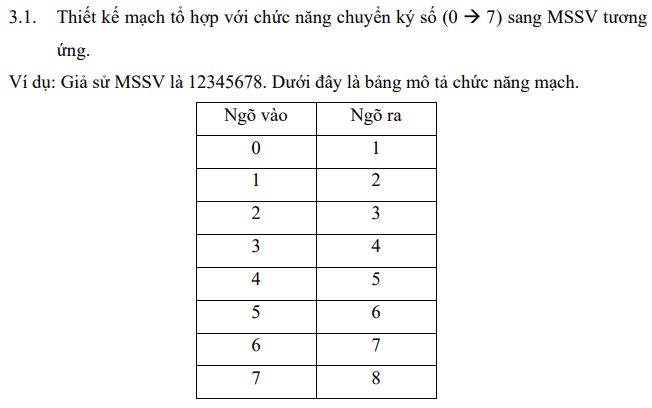 3.1. Thiết kế mạch tổ hợp với chức năng chuyển ký số (0 → 7) sang MSSV tương
ứng.
Ví dụ: Giả sử MSSV là 12345678. Dưới đây là bảng mô tả chức năng mạch.
Ngõ vào Ngõ ra
0 1
1 2
2 3
3 4
4 5
5 6
6 7
7 8